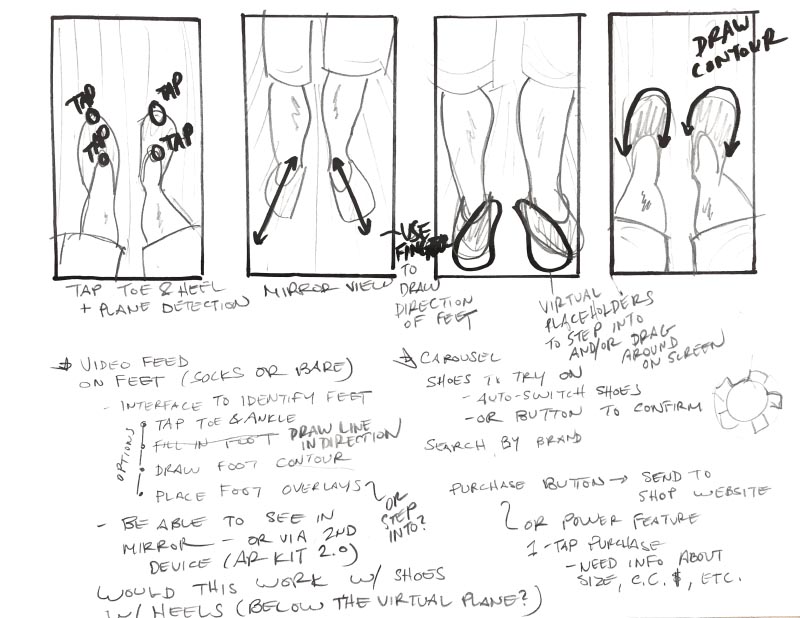 TAP
TAP
TAP
TAP
DRAW
CONTOUR
TAP TOE & HEEL
+ PLANE DETECTION
MIRROR VIEW
- USE
FINGER
TO
DRAW
DIRECTION
OF FEET
VIRTUAL
PLACEHOLDERS
TO STEP INTO
AND/OR DRAG
AROUND
ON SCREEN
VIDEO FEED
ON FEET (SOCKS OR BARE)
- INTERFACE TO IDENTIFY FEET
OPTIONS
TAP TOE & ANKLE
FILL IN FOOT DRAW LINE
IN DIRECTION
DRAW FOOT CONTOUR
PLACE FOOT OVERLAYS
OR
STEP
INTO?
- BE ABLE TO SEE IN
MIRROR - OR VIA 2ND
DEVICE (AR KIT 2.0)
WOULD THIS WORK W/ SHOES
W/ HEELS (BELOW THE VIRTUAL PLANE?)
CAROUSEL
SHOES TO TRY ON
- AUTO-SWITCH SHOES
- OR BUTTON TO CONFIRM
SEARCH BY BRAND
PURCHASE BUTTON → SEND TO
SHOP WEBSITE
OR POWER FEATURE
1-TAP PURCHASE
- NEED INFO ABOUT
SIZE, C.C. $, ETC.